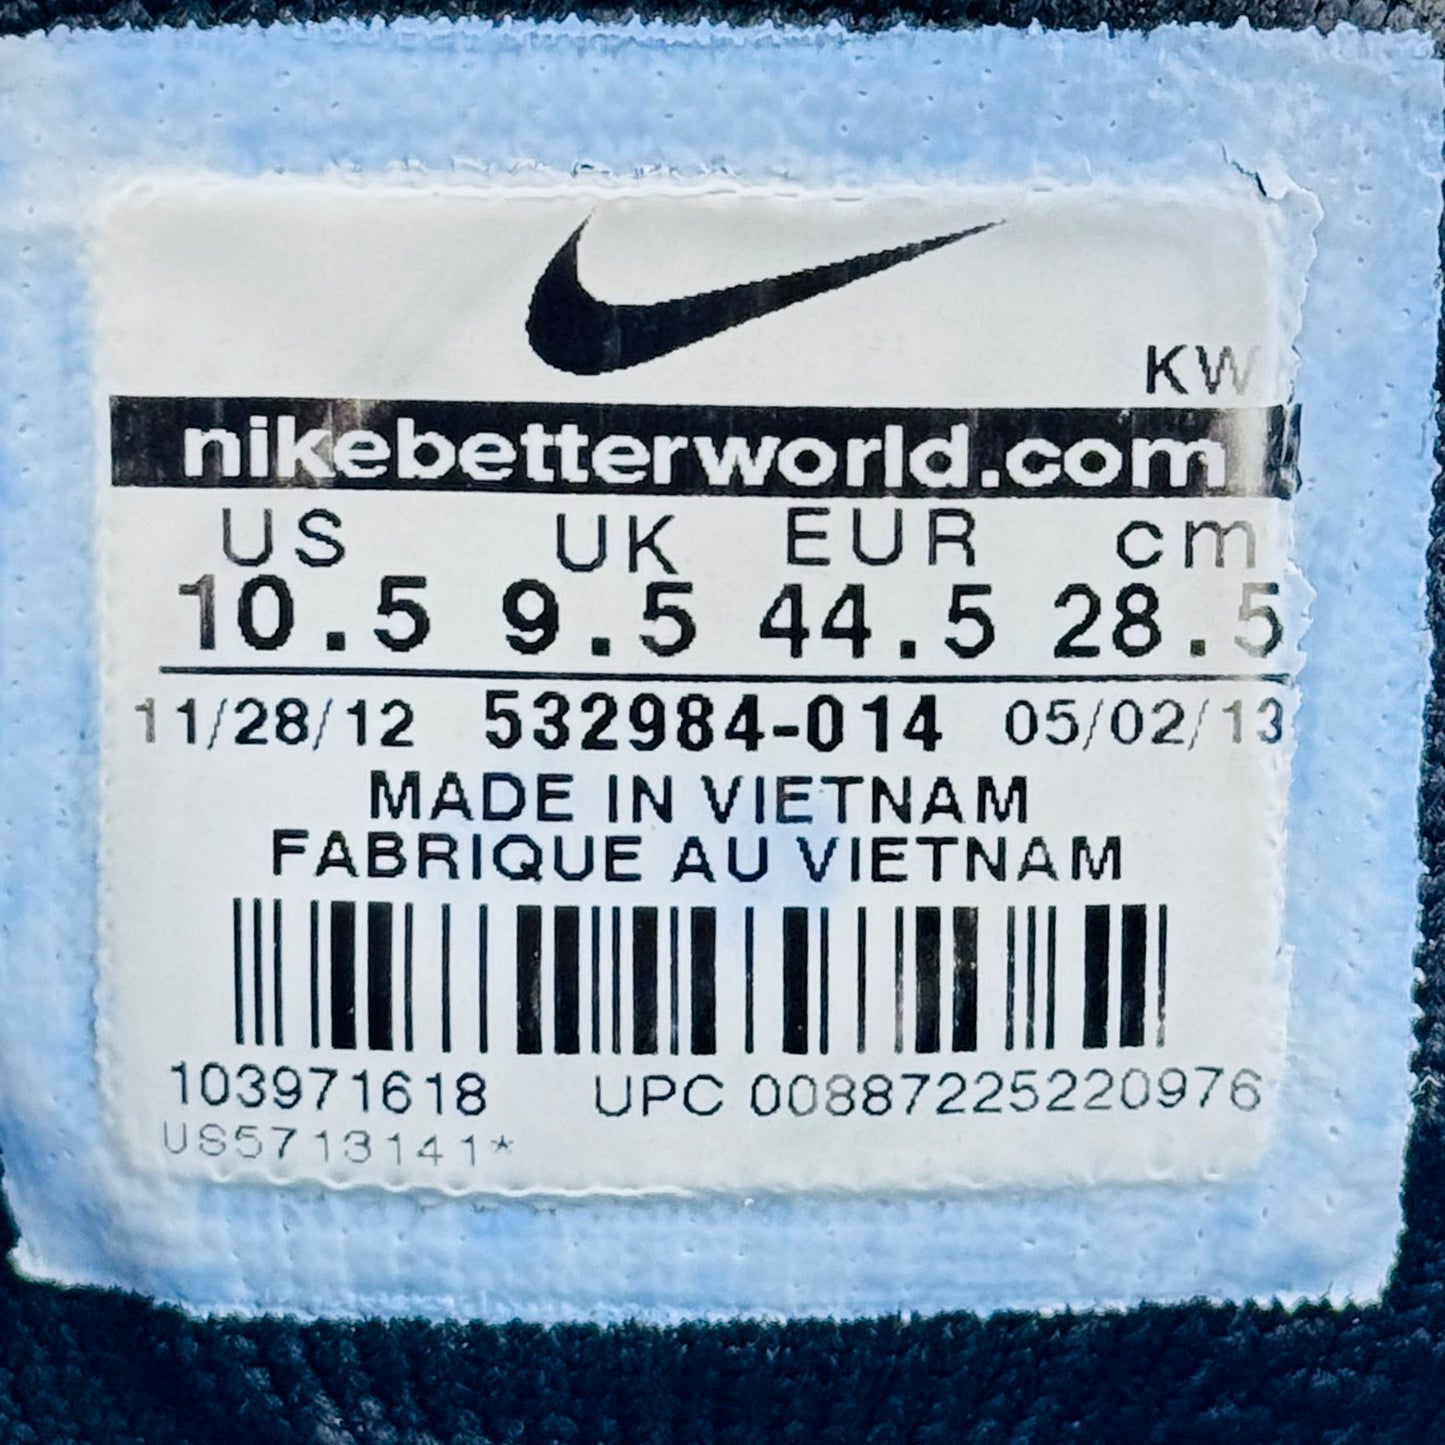 KW
nikebetterworld.com
US UK EUR cm
10.5 9.5 44.5 28.5
11/28/12 532984-014 05/02/13
MADE IN VIETNAM
FABRIQUE AU VIETNAM
103971618 UPC 00887225220976
US5713141*